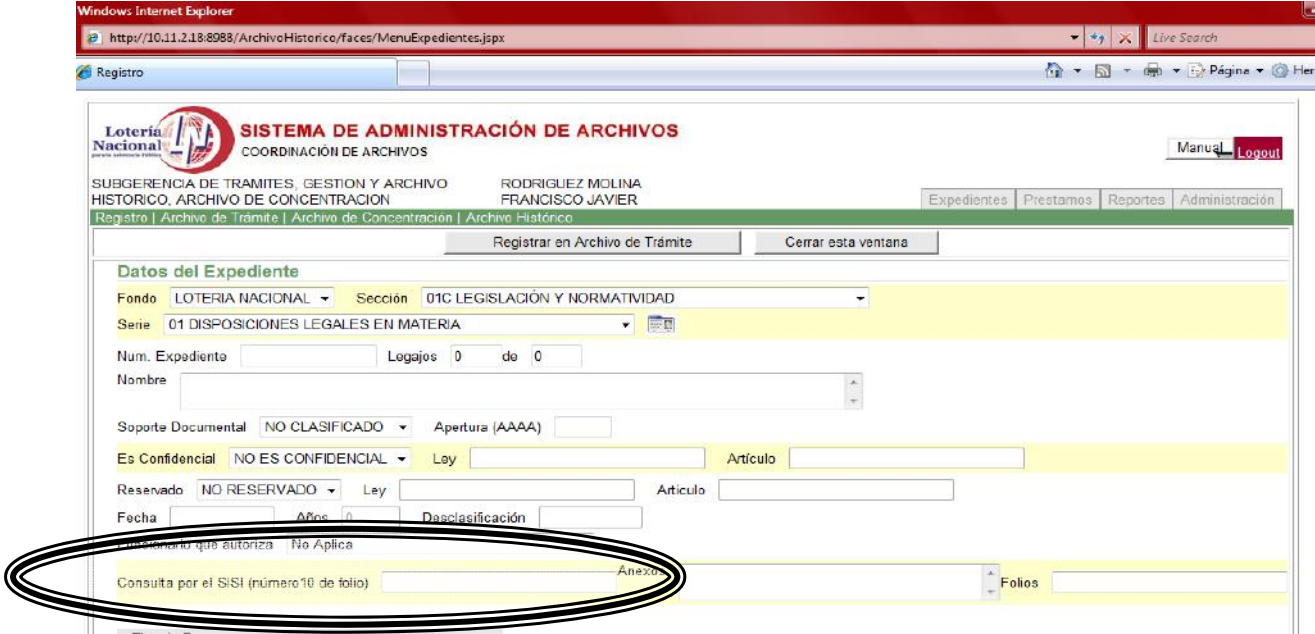 Windows Internet Explorer
http://10.11.2.18:8988/ArchivoHistorico/faces/MenuExpedientes.jspx Live Search
Registro Página Her
Lotería Nacional SISTEMA DE ADMINISTRACIÓN DE ARCHIVOS
COORDINACIÓN DE ARCHIVOS
Manual Logout
SUBGERENCIA DE TRAMITES, GESTION Y ARCHIVO RODRIGUEZ MOLINA
HISTORICO, ARCHIVO DE CONCENTRACION FRANCISCO JAVIER Expedientes Prestamos Reportes Administración
Registro | Archivo de Trámite | Archivo de Concentración | Archivo Histórico
Registrar en Archivo de Trámite Cerrar esta ventana
Datos del Expediente
Fondo LOTERIA NACIONAL Sección 01C LEGISLACIÓN Y NORMATIVIDAD
Serie 01 DISPOSICIONES LEGALES EN MATERIA
Num. Expediente Legajos 0 de 0
Nombre
Soporte Documental NO CLASIFICADO Apertura (AAAA)
Es Confidencial NO ES CONFIDENCIAL Ley Artículo
Reservado NO RESERVADO Ley Articulo
Fecha Años 0 Desclasificación
Funcionario que autoriza No Aplica
Consulta por el SISI (número10 de folio) Anexos Folios